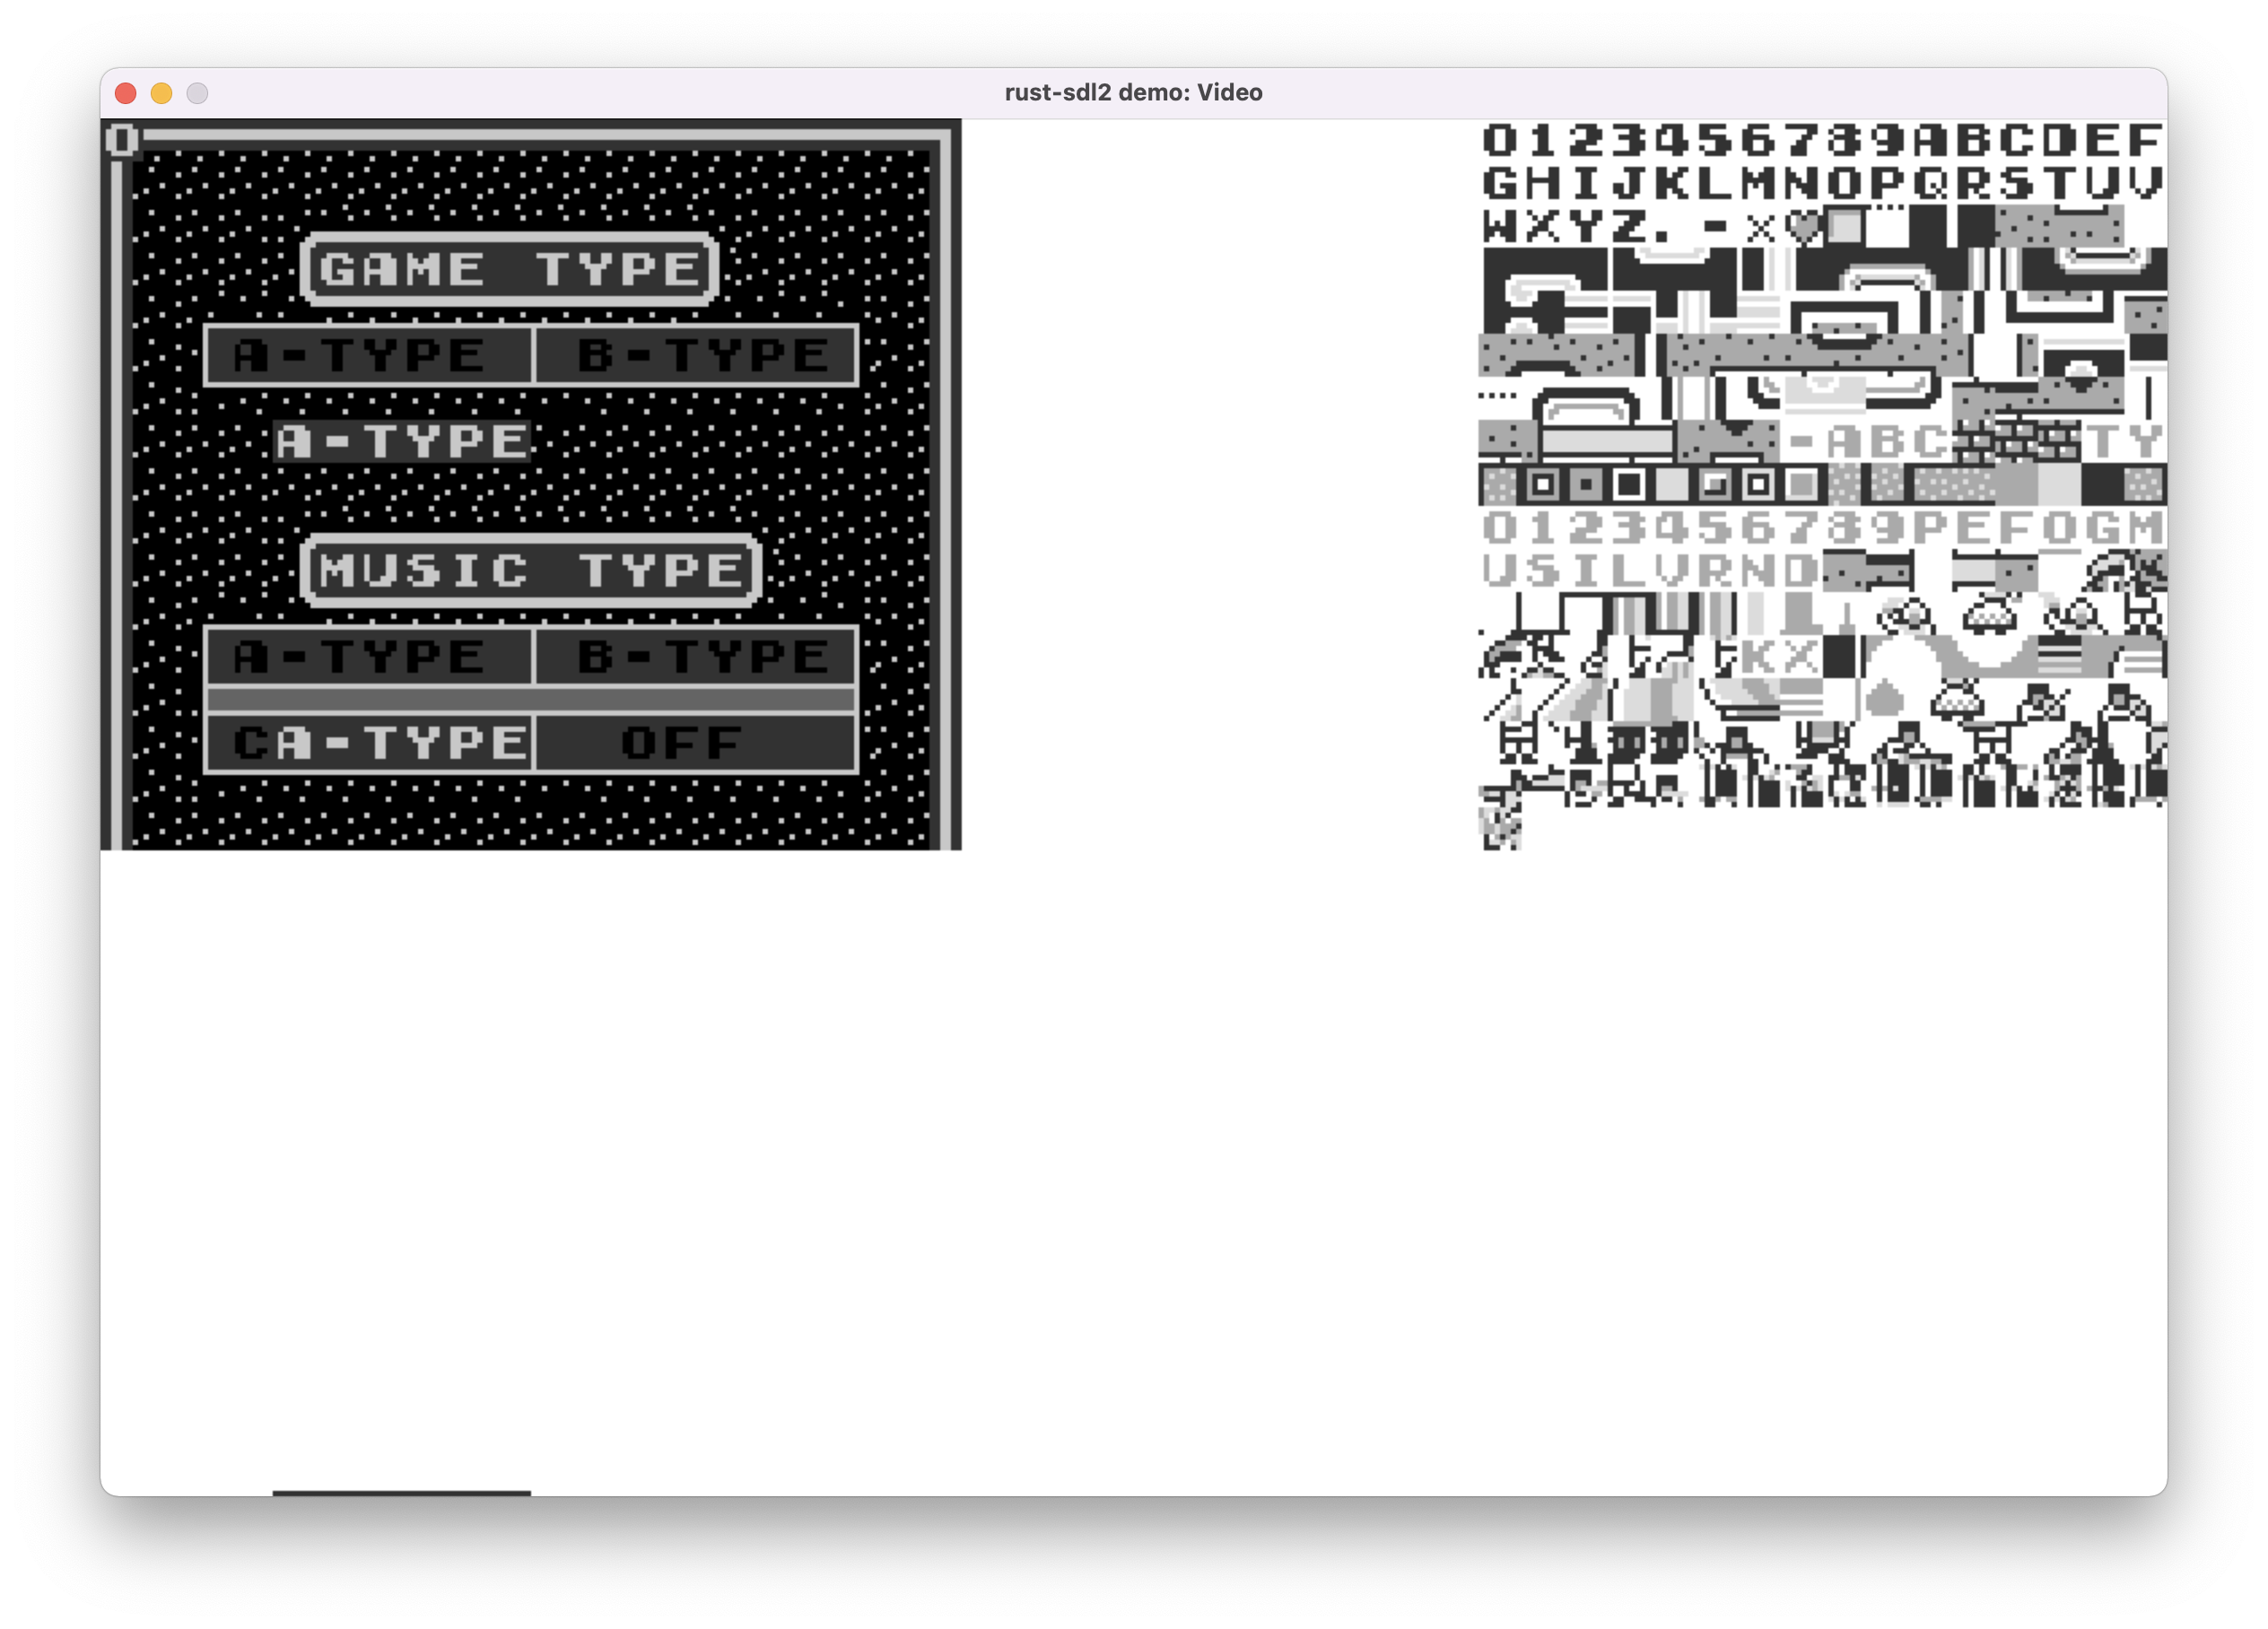 rust-sdl2 demo: Video
0
GAME TYPE
A-TYPE B-TYPE
A-TYPE
MUSIC TYPE
A-TYPE B-TYPE
CA-TYPE OFF
0123456789ABCDEF
GHIJKLMNOPQRSTUV
WXYZ.-×♥
-ABC TY
0123456789PEFOGM
USILVRND
KX